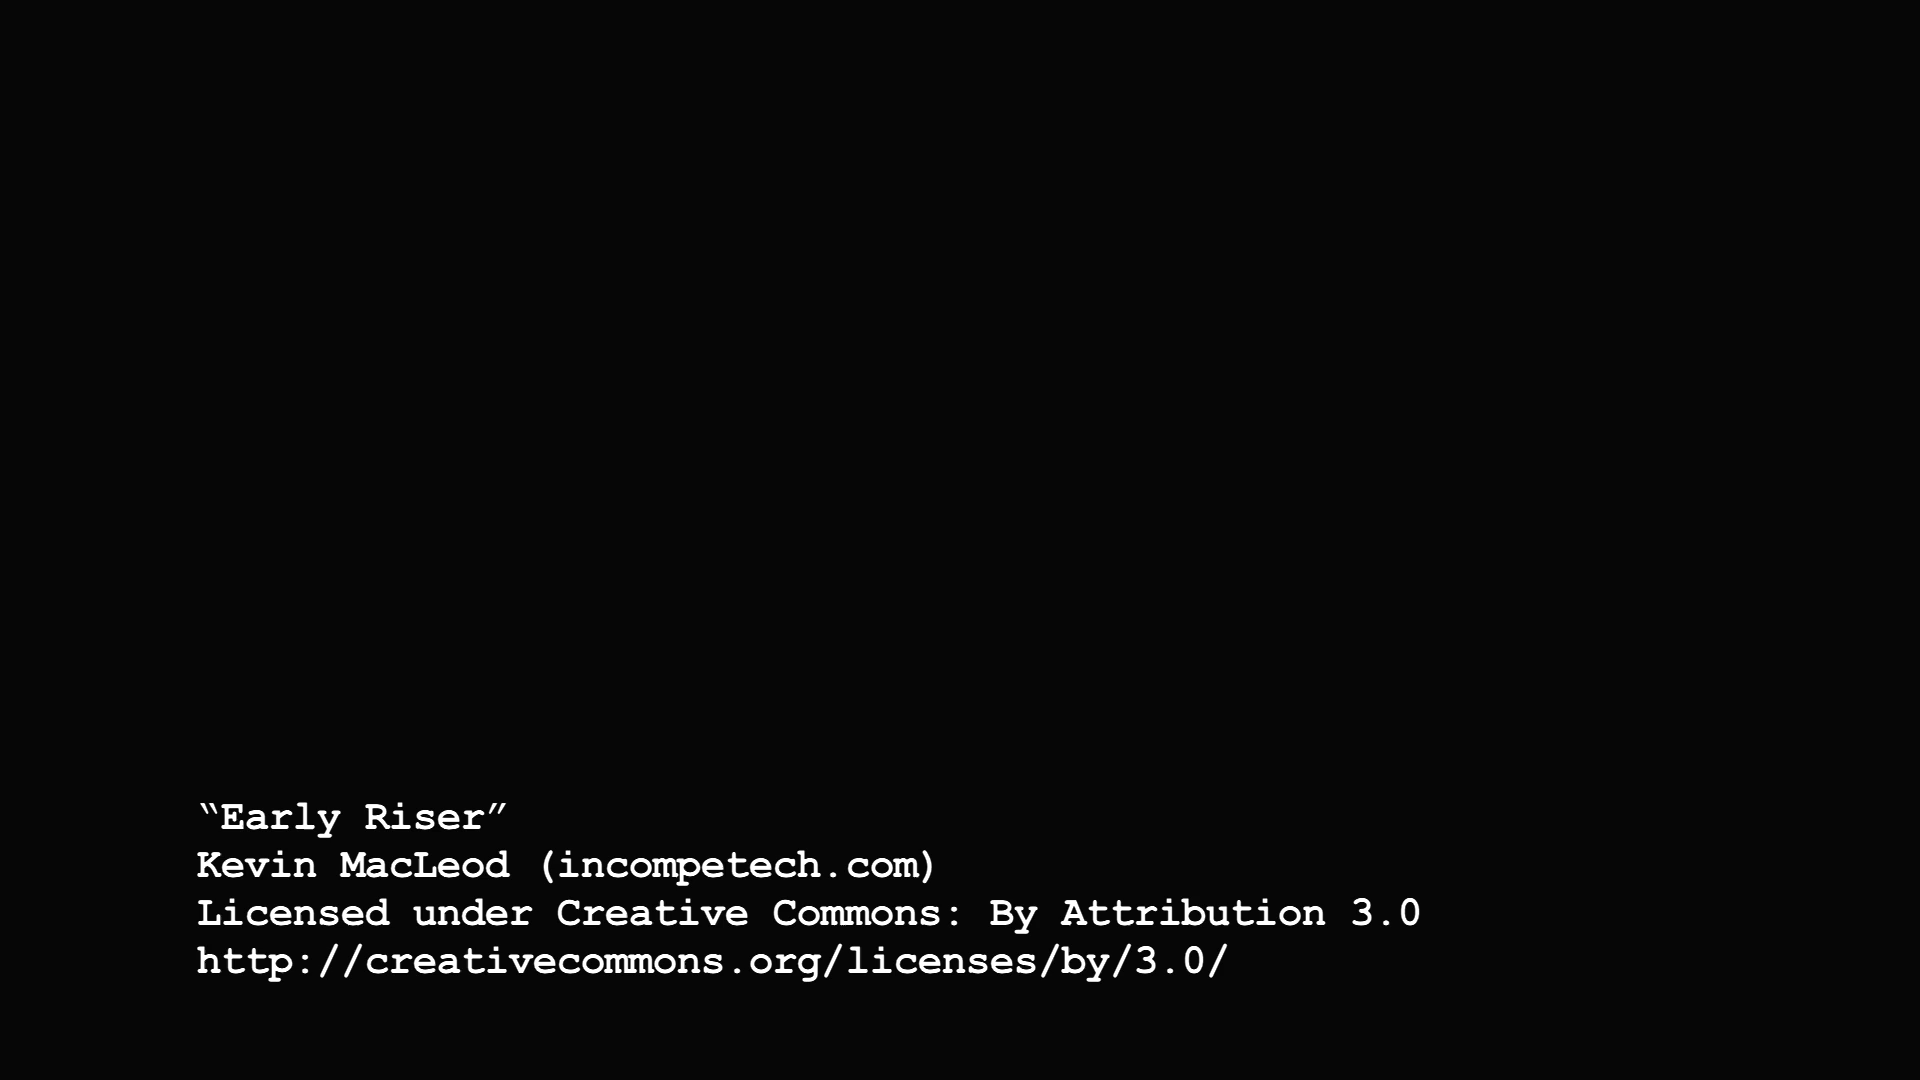 “Early Riser”
Kevin MacLeod (incompetech.com)
Licensed under Creative Commons: By Attribution 3.0
http://creativecommons.org/licenses/by/3.0/